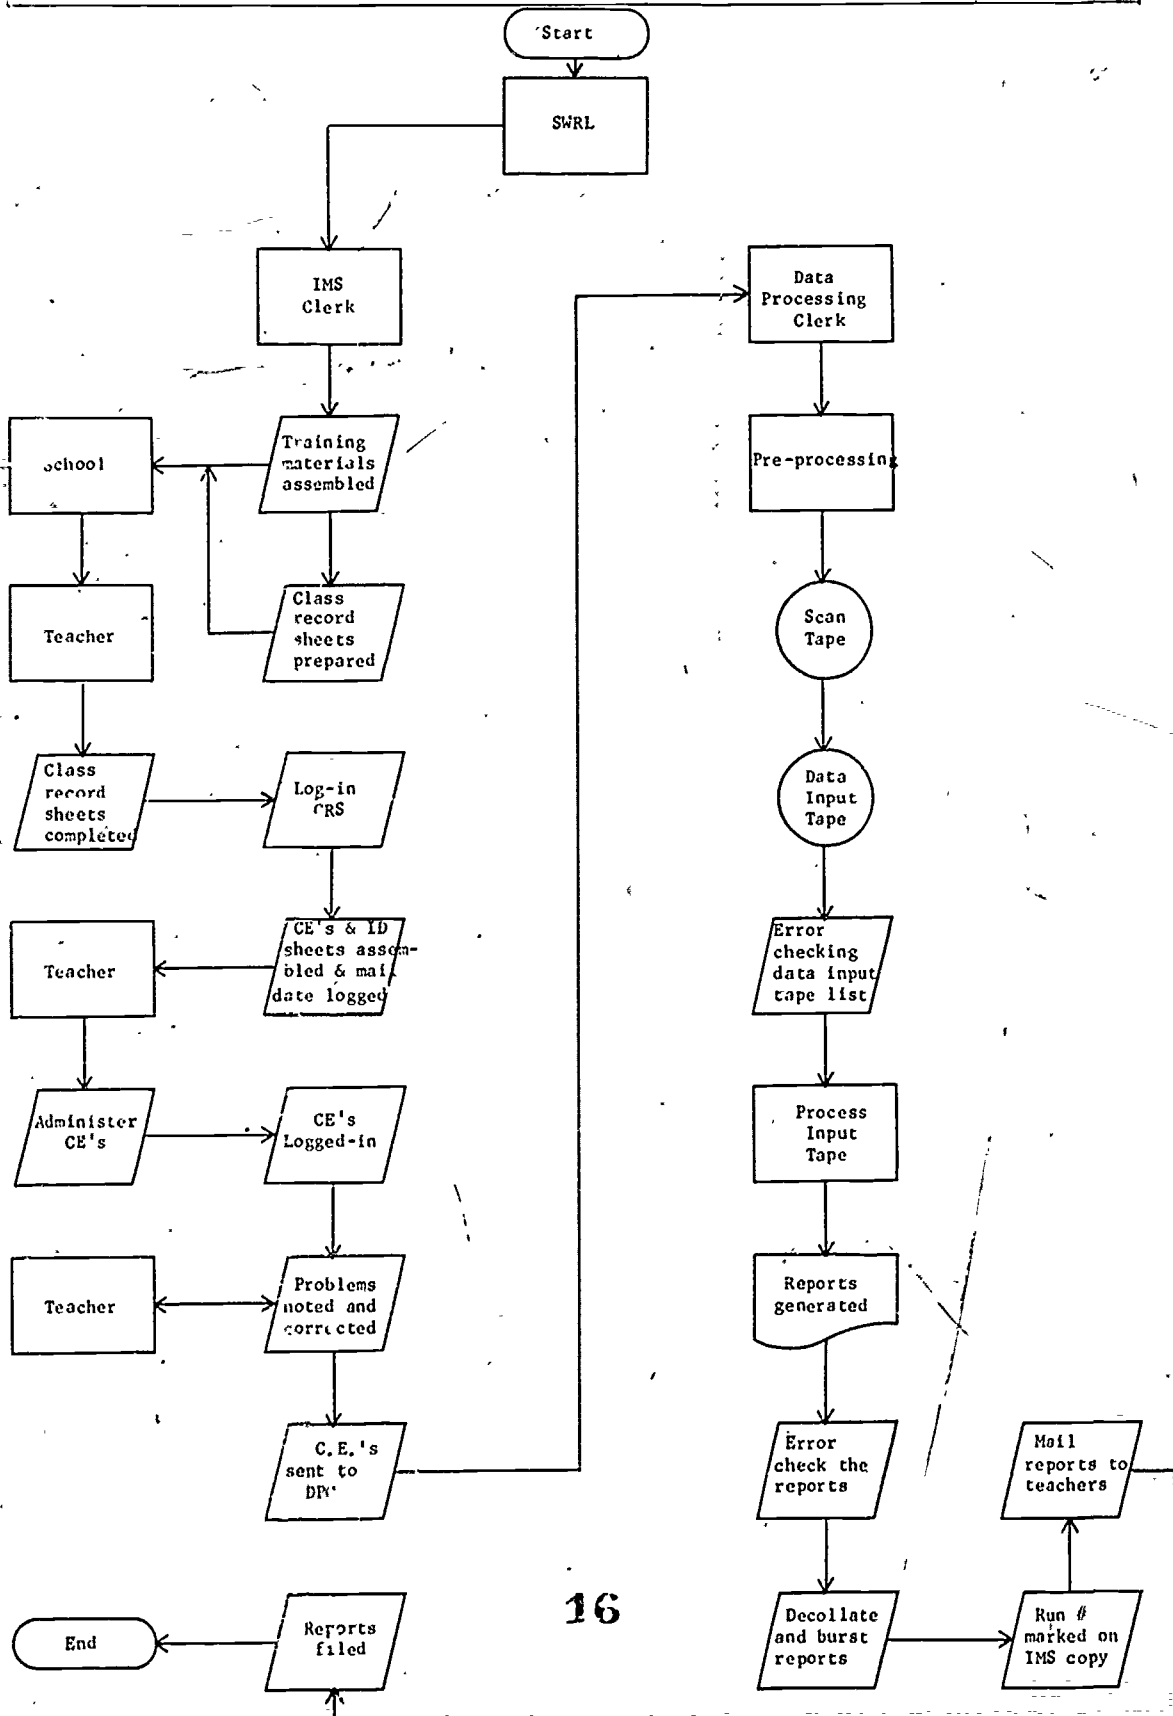 Start
SWRL
IMS
Clerk
Training
materials
assembled
School
Class
record
sheets
prepared
Teacher
Class
record
sheets
completed
Log-in
CRS
CE's & ID
sheets assem-
bled & mail
date logged
Teacher
Administer
CE's
CE's
Logged-in
Problems
noted and
corrected
Teacher
C.E.'s
sent to
DPC
Data
Processing
Clerk
Pre-processing
Scan
Tape
Data
Input
Tape
Error
checking
data input
tape list
Process
Input
Tape
Reports
generated
Error
check the
reports
Decollate
and burst
reports
Run #
marked on
IMS copy
Mail
reports to
teachers
Reports
filed
End
16